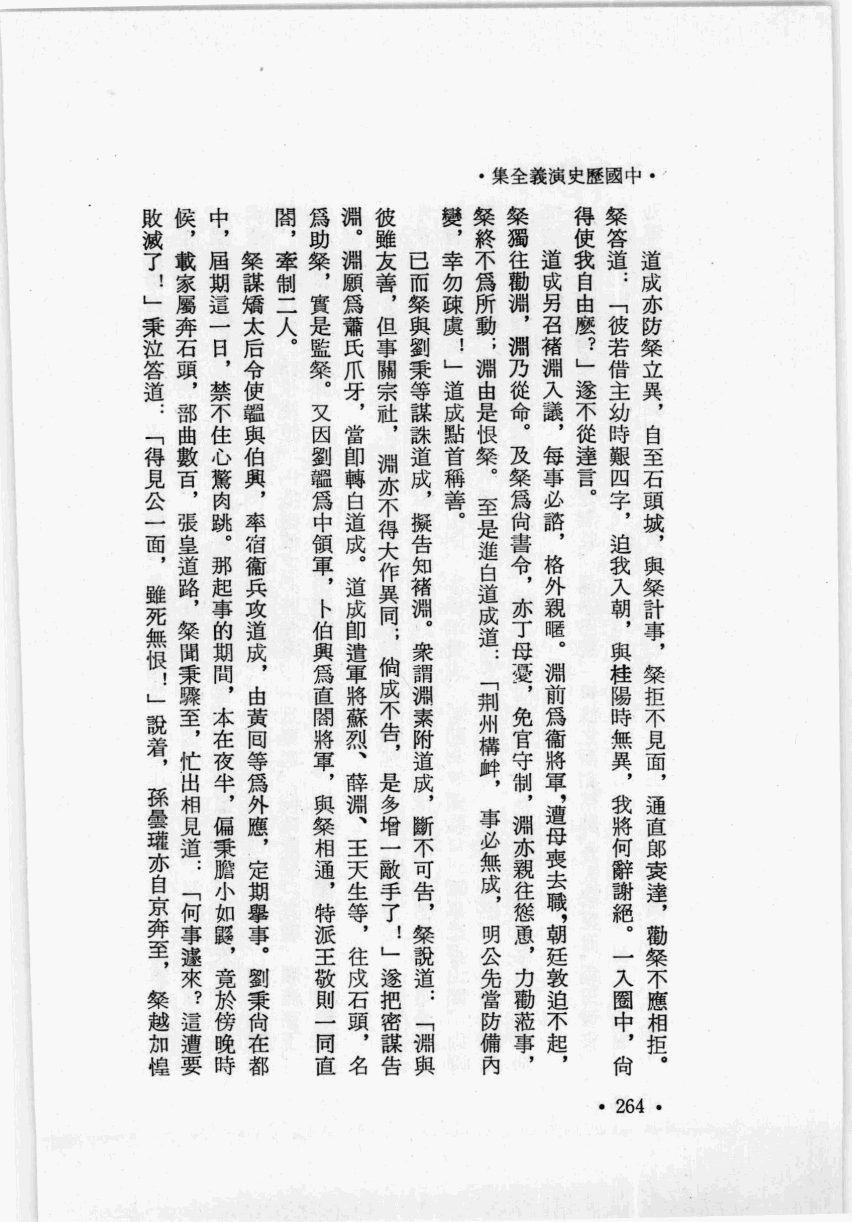 ・中國歷史演義全集・
道成亦防粲立異，自至石頭城，與粲計事，粲拒不見面，通直郎袁達，勸粲不應相拒。
粲答道：「彼若借主幼時艱四字，迫我入朝，與桂陽時無異，我將何辭謝絕。一入圈中，尙
得使我自由麼？」遂不從達言。
道成另召褚淵入議，每事必諮，格外親暱。淵前爲衞將軍，遭母喪去職，朝廷敦迫不起，
粲獨往勸淵，淵乃從命。及粲爲尙書令，亦丁母憂，免官守制，淵亦親往慫恿，力勸蒞事，
粲終不爲所動；淵由是恨粲。至是進白道成道：「荆州構衅，事必無成，明公先當防備內
變，幸勿疎虞！」道成點首稱善。
已而粲與劉秉等謀誅道成，擬告知褚淵。衆謂淵素附道成，斷不可告，粲說道：「淵與
彼雖友善，但事關宗社，淵亦不得大作異同；倘成不告，是多增一敵手了！」遂把密謀告
淵。淵願爲蕭氏爪牙，當卽轉白道成。道成卽遣軍將蘇烈、薛淵、王天生等，往戍石頭，名
爲助粲，實是監粲。又因劉韞爲中領軍，卜伯興爲直閤將軍，與粲相通，特派王敬則一同直
閤，牽制二人。
粲謀矯太后令使韞與伯興，率宿衞兵攻道成，由黃回等爲外應，定期擧事。劉秉尙在都
中，屆期這一日，禁不住心驚肉跳。那起事的期間，本在夜半，偏秉膽小如鼷，竟於傍晚時
候，載家屬奔石頭，部曲數百，張皇道路，粲聞秉驟至，忙出相見道：「何事遽來？這遭要
敗滅了！」秉泣答道：「得見公一面，雖死無恨！」說着，孫曇瓘亦自京奔至，粲越加惶
・264・